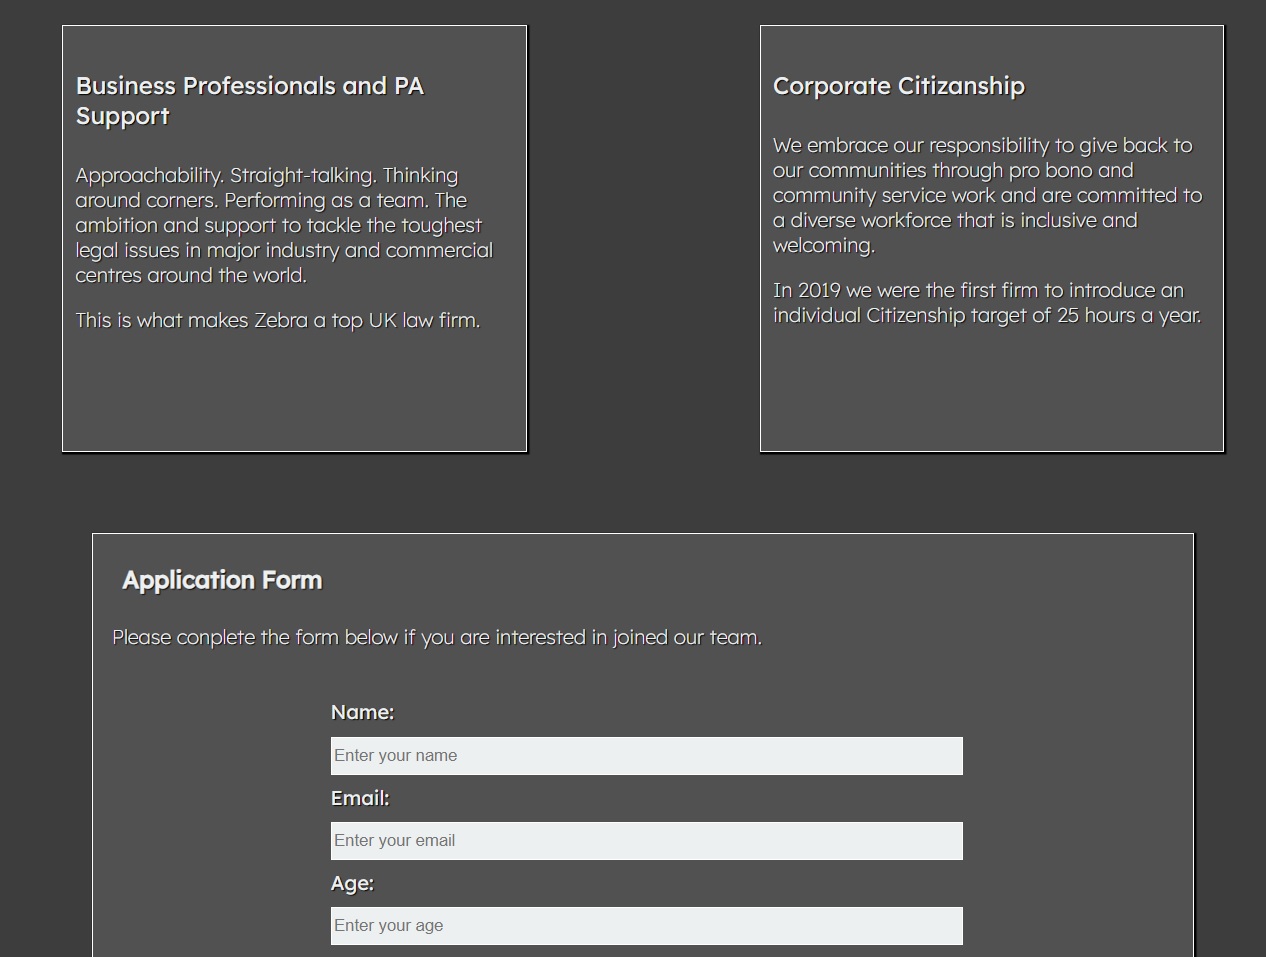 Business Professionals and PA
Support
Approachability. Straight-talking. Thinking
around corners. Performing as a team. The
ambition and support to tackle the toughest
legal issues in major industry and commercial
centres around the world.
This is what makes Zebra a top UK law firm.
Corporate Citizanship
We embrace our responsibility to give back to
our communities through pro bono and
community service work and are committed to
a diverse workforce that is inclusive and
welcoming.
In 2019 we were the first firm to introduce an
individual Citizenship target of 25 hours a year.
Application Form
Please conplete the form below if you are interested in joined our team.
Name:
Enter your name
Email:
Enter your email
Age:
Enter your age